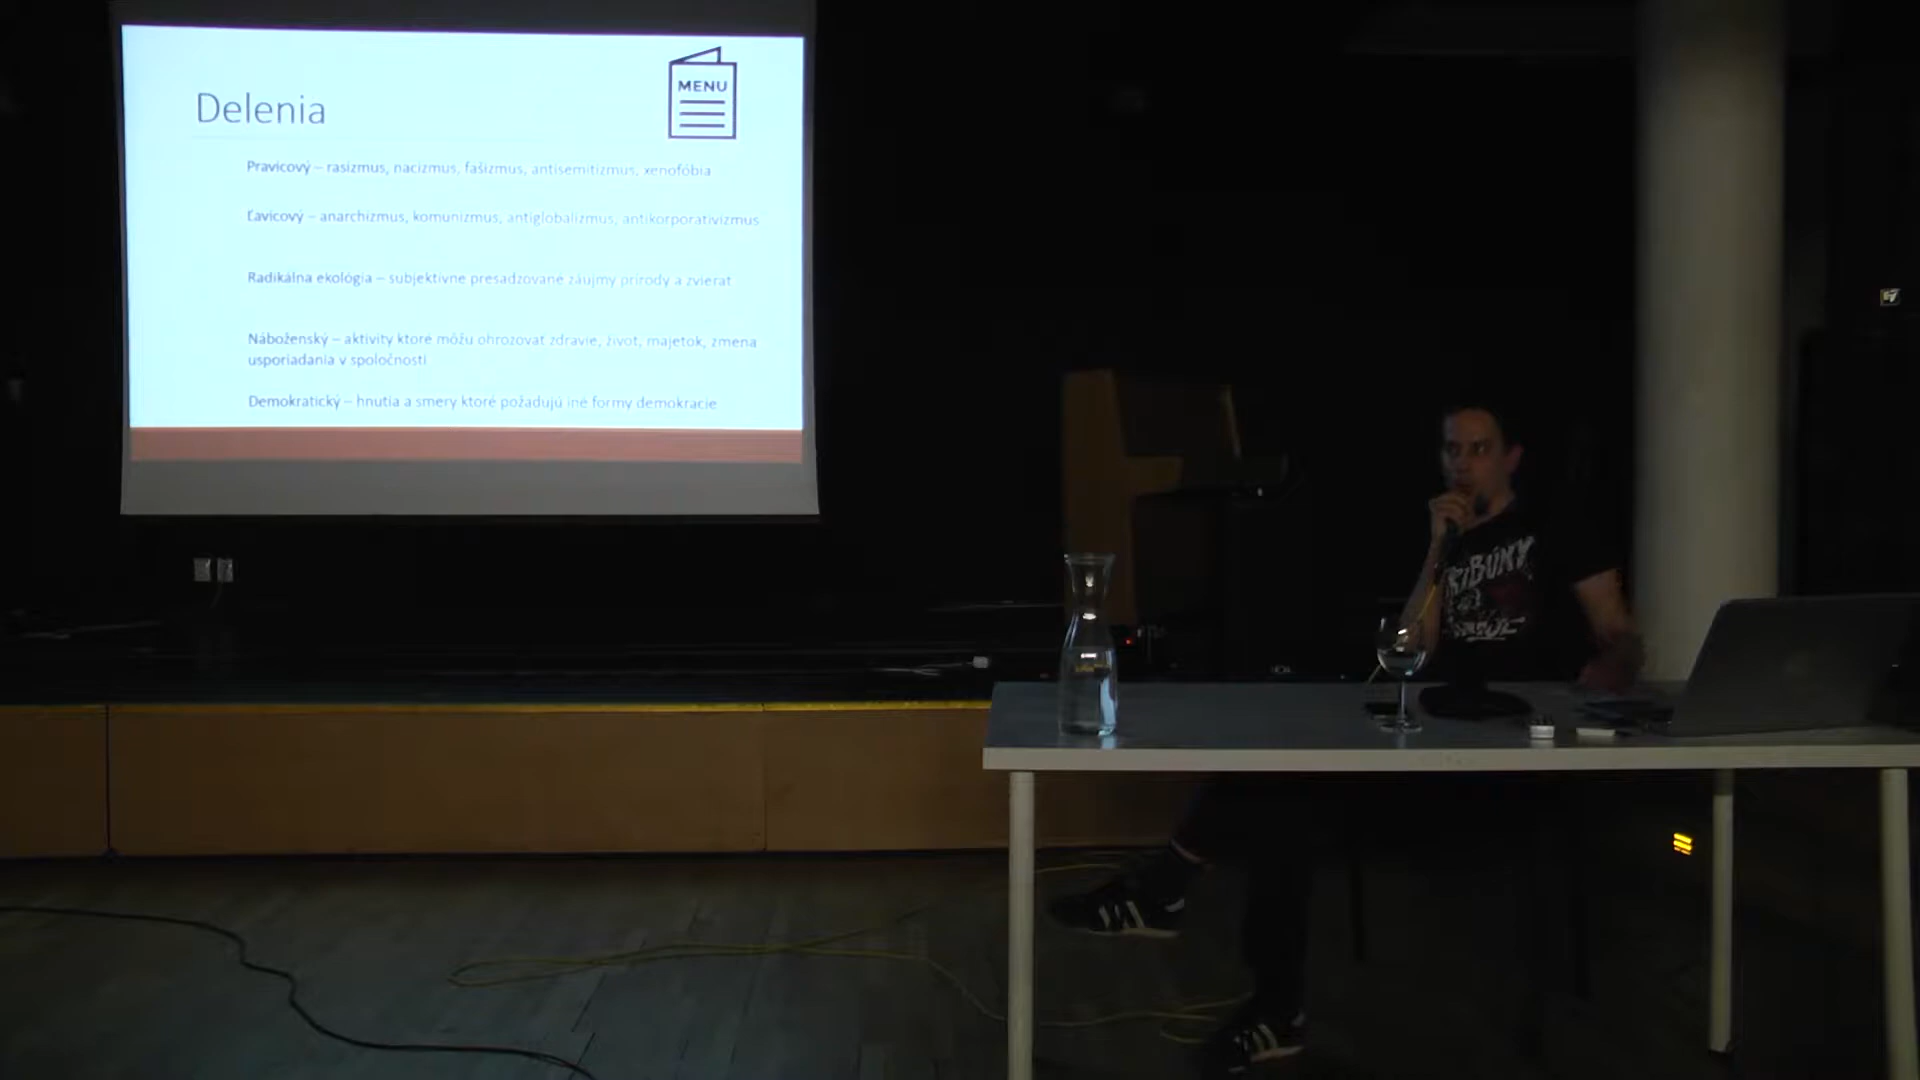 Delenia
MENU
Pravicový – rasizmus, nacizmus, fašizmus, antisemitizmus, xenofóbia
Ľavicový – anarchizmus, komunizmus, antiglobalizmus, antikorporativizmus
Radikálna ekológia – subjektívne presadzované záujmy prírody a zvierat
Náboženský – aktivity ktoré môžu ohrozovať zdravie, život, majetok, zmena
usporiadania v spoločnosti
Demokratický – hnutia a smery ktoré požadujú iné formy demokracie